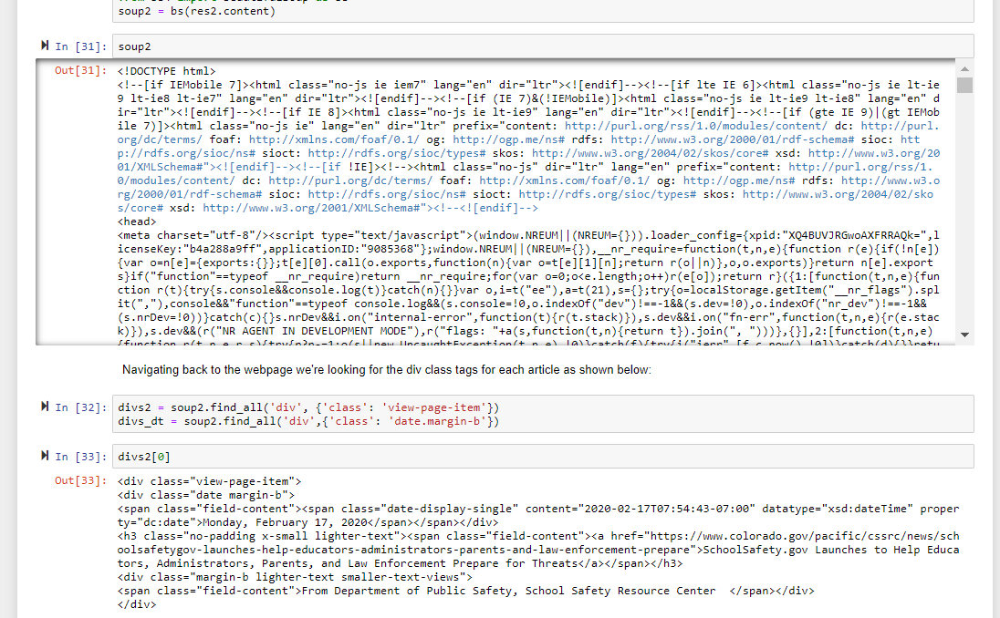 soup2 = bs(res2.content)
In [31]: soup2
Out[31]: <!DOCTYPE html>
<!--[if IEMobile 7]><html class="no-js ie iem7" lang="en" dir="ltr"><![endif]--><!--[if lte IE 6]><html class="no-js ie lt-ie
9 lt-ie8 lt-ie7" lang="en" dir="ltr"><![endif]--><!--[if (IE 7)&(!IEMobile)]><html class="no-js ie lt-ie9 lt-ie8" lang="en" d
ir="ltr"><![endif]--><!--[if IE 8]><html class="no-js ie lt-ie9" lang="en" dir="ltr"><![endif]--><!--[if (gte IE 9)|(gt IEMob
ile 7)]><html class="no-js ie" lang="en" dir="ltr" prefix="content: http://purl.org/rss/1.0/modules/content/ dc: http://purl.
org/dc/terms/ foaf: http://xmlns.com/foaf/0.1/ og: http://ogp.me/ns# rdfs: http://www.w3.org/2000/01/rdf-schema# sioc: htt
p://rdfs.org/sioc/ns# sioct: http://rdfs.org/sioc/types# skos: http://www.w3.org/2004/02/skos/core# xsd: http://www.w3.org/20
01/XMLSchema#"><![endif]--><!--[if !IE]><!--><html class="no-js" dir="ltr" lang="en" prefix="content: http://purl.org/rss/1.
0/modules/content/ dc: http://purl.org/dc/terms/ foaf: http://xmlns.com/foaf/0.1/ og: http://ogp.me/ns# rdfs: http://www.w3.o
rg/2000/01/rdf-schema# sioc: http://rdfs.org/sioc/ns# sioct: http://rdfs.org/sioc/types# skos: http://www.w3.org/2004/02/sko
s/core# xsd: http://www.w3.org/2001/XMLSchema#"><!--<![endif]-->
<head>
<meta charset="utf-8"/><script type="text/javascript">(window.NREUM||(NREUM={})).loader_config={xpid:"XQ4BUVJRGwoAXFRRAQk=",l
icenseKey:"b4a288a9ff",applicationID:"9085368"};window.NREUM||(NREUM={}),__nr_require=function(t,n,e){function r(e){if(!n[e])
{var o=n[e]={exports:{}};t[e][0].call(o.exports,function(n){var o=t[e][1][n];return r(o||n)},o,o.exports)}return n[e].export
s}if("function"==typeof __nr_require)return __nr_require;for(var o=0;o<e.length;o++)r(e[o]);return r}({1:[function(t,n,e){fun
ction r(t){try{s.console&&console.log(t)}catch(n){}}var o,i=t("ee"),a=t(21),s={};try{o=localStorage.getItem("__nr_flags").spl
it(","),console&&"function"==typeof console.log&&(s.console=!0,o.indexOf("dev")!==-1&&(s.dev=!0),o.indexOf("nr_dev")!==-1&&
(s.nrDev=!0))}catch(c){}s.nrDev&&i.on("internal-error",function(t){r(t.stack)}),s.dev&&i.on("fn-err",function(t,n,e){r(e.stac
k)}),s.dev&&(r("NR AGENT IN DEVELOPMENT MODE"),r("flags: "+a(s,function(t,n){return t}).join(", ")))},{}],2:[function(t,n,e)
Navigating back to the webpage we're looking for the div class tags for each article as shown below:
In [32]: divs2 = soup2.find_all('div', {'class': 'view-page-item'})
divs_dt = soup2.find_all('div',{'class': 'date.margin-b'})
In [33]: divs2[0]
Out[33]: <div class="view-page-item">
<div class="date margin-b">
<span class="field-content"><span class="date-display-single" content="2020-02-17T07:54:43-07:00" datatype="xsd:dateTime" proper
ty="dc:date">Monday, February 17, 2020</span></span></div>
<h3 class="no-padding x-small lighter-text"><span class="field-content"><a href="https://www.colorado.gov/pacific/cssrc/news/sch
oolsafetygov-launches-help-educators-administrators-parents-and-law-enforcement-prepare">SchoolSafety.gov Launches to Help Educa
tors, Administrators, Parents, and Law Enforcement Prepare for Threats</a></span></h3>
<div class="margin-b lighter-text smaller-text-views">
<span class="field-content">From Department of Public Safety, School Safety Resource Center  </span></div>
</div>